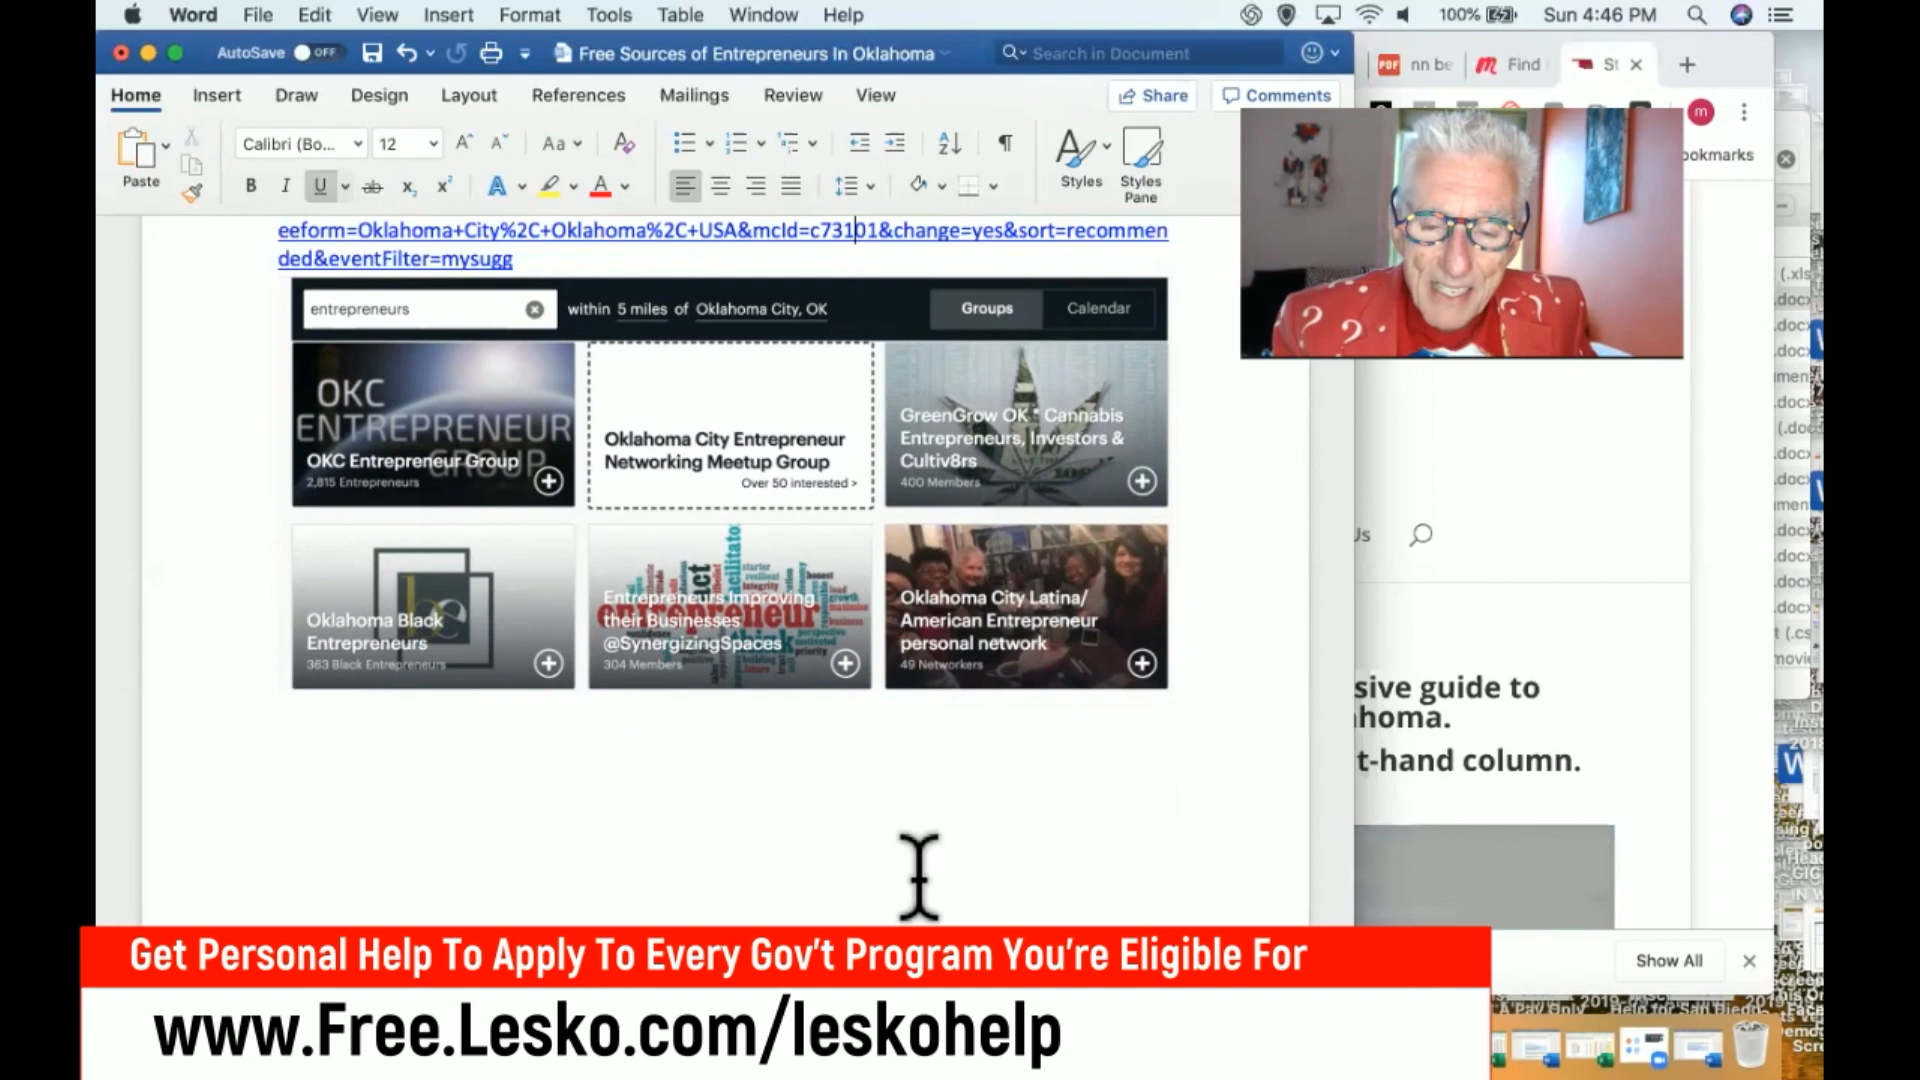 Word File Edit View Insert Format Tools Table Window Help
100% Sun 4:46 PM
AutoSave OFF
Free Sources of Entrepreneurs In Oklahoma
Search in Document
PDF nn be
Find
St
Home Insert Draw Design Layout References Mailings Review View
Share
Comments
Paste
Calibri (Bo... 12
Styles
Styles
Pane
m
ookmarks
eeform=Oklahoma+City%2C+Oklahoma%2C+USA&mcId=c73101&change=yes&sort=recommen
ded&eventFilter=mysugg
entrepreneurs
within 5 miles of Oklahoma City, OK
Groups
Calendar
OKC
ENTREPRENEUR
GROUP
OKC Entrepreneur Group
2,815 Entrepreneurs
Oklahoma City Entrepreneur
Networking Meetup Group
Over 50 interested >
GreenGrow OK * Cannabis
Entrepreneurs, Investors &
Cultiv8rs
400 Members
Oklahoma Black
Entrepreneurs
363 Black Entrepreneurs
Entrepreneurs Improving
their Businesses
@SynergizingSpaces
304 Members
Oklahoma City Latina/
American Entrepreneur
personal network
49 Networkers
Us
sive guide to
homa.
t-hand column.
Show All
Get Personal Help To Apply To Every Gov't Program You're Eligible For
www.Free.Lesko.com/leskohelp